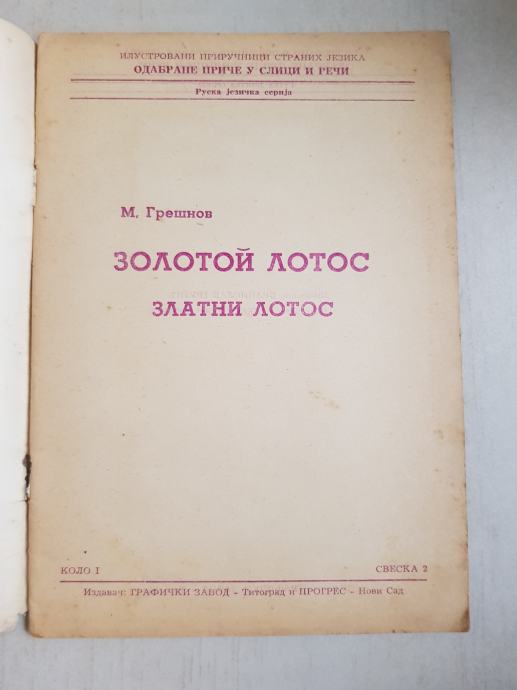 ИЛУСТРОВАНИ ПРИРУЧНИЦИ СТРАНИХ ЈЕЗИКА
ОДАБРАНЕ ПРИЧЕ У СЛИЦИ И РЕЧИ
Руска језичка серија
М. Грешнов
ЗОЛОТОЙ ЛОТОС
ЗЛАТНИ ЛОТОС
КОЛО I СВЕСКА 2
Издавач: ГРАФИЧКИ ЗАВОД - Титоград и ПРОГРЕС - Нови Сад